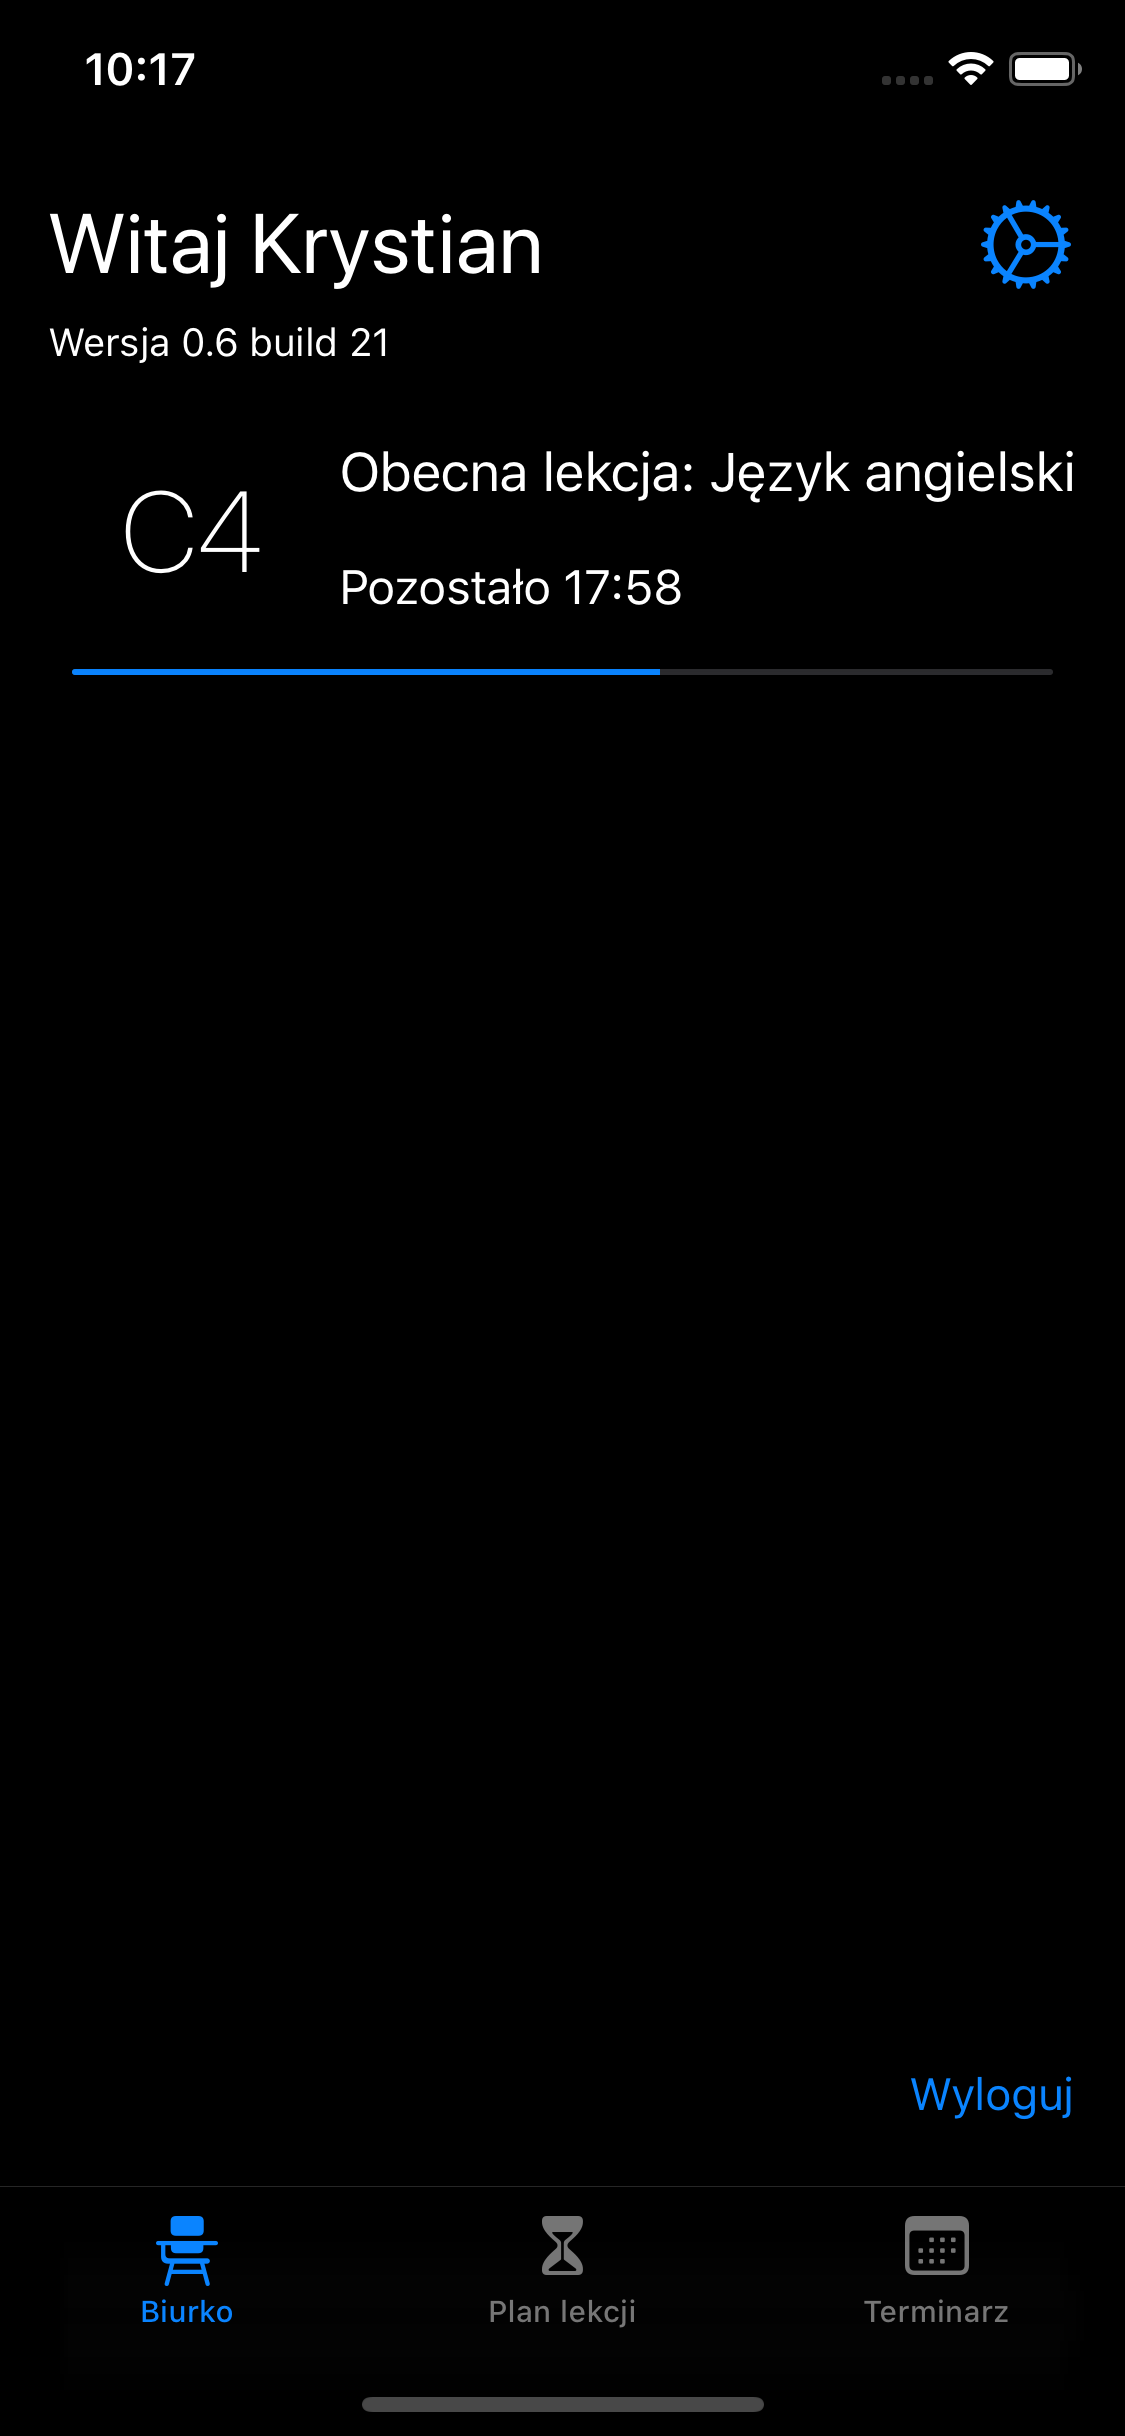 10:17
Witaj Krystian
Wersja 0.6 build 21
C4
Obecna lekcja: Język angielski
Pozostało 17:58
Wyloguj
Biurko
Plan lekcji
Terminarz